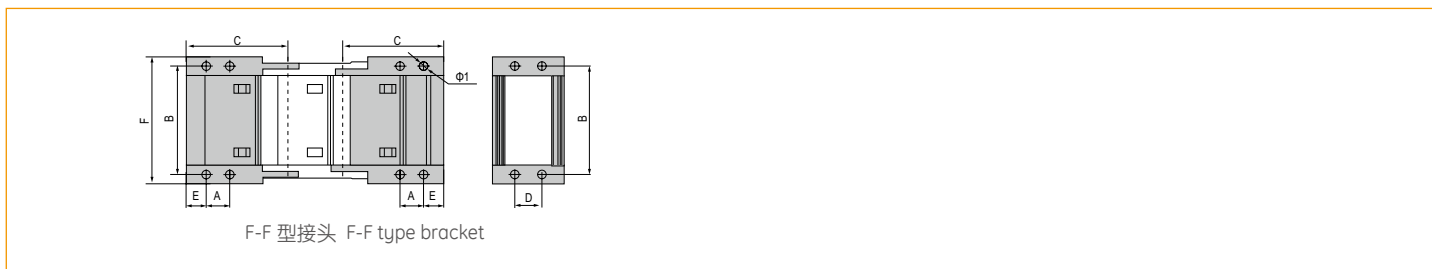 C C
Φ1
F B B
E A A E D
F-F 型接头 F-F type bracket